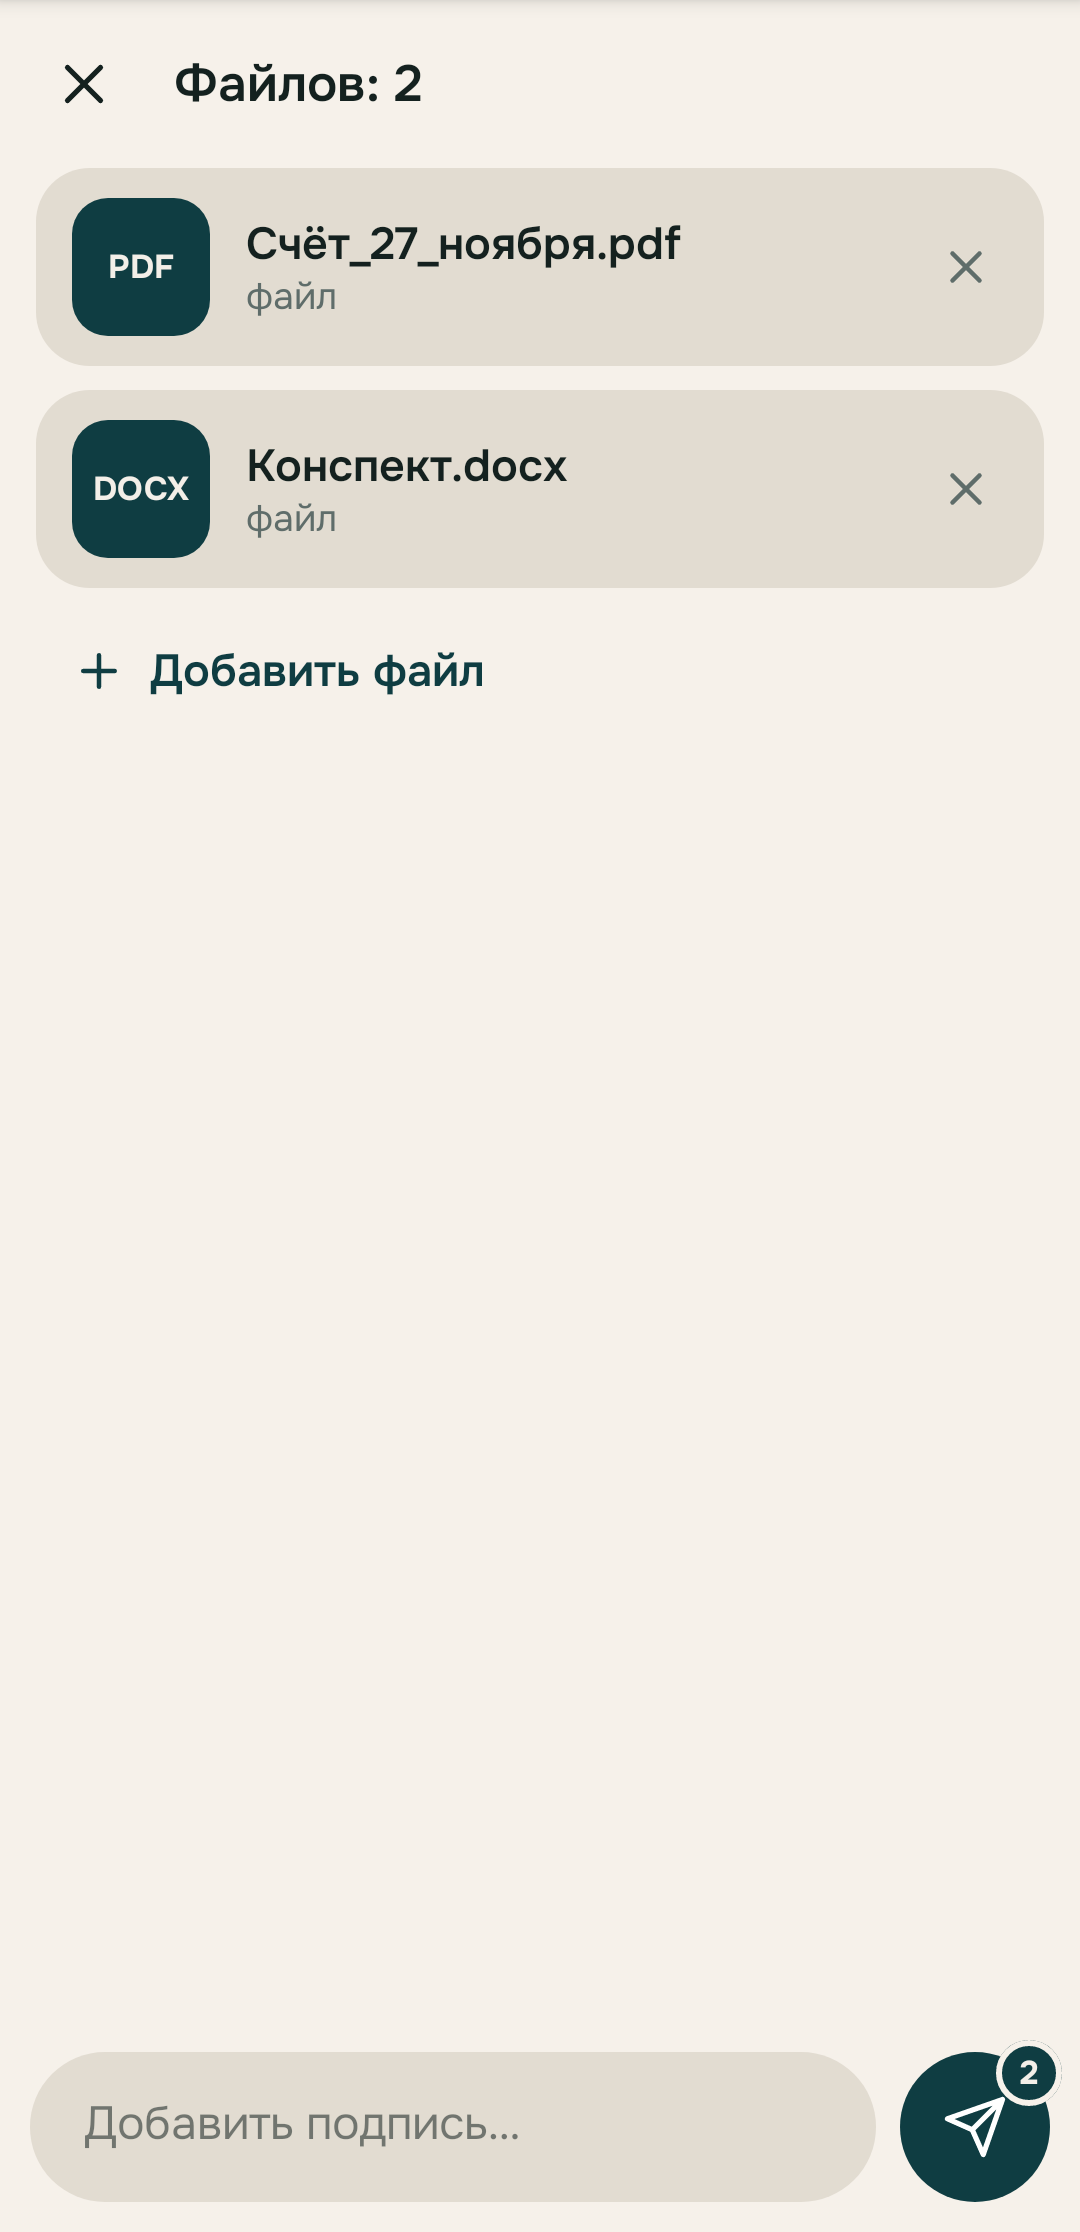 Файлов: 2
PDF
Счёт_27_ноября.pdf
файл
DOCX
Конспект.docx
файл
Добавить файл
Добавить подпись...
2